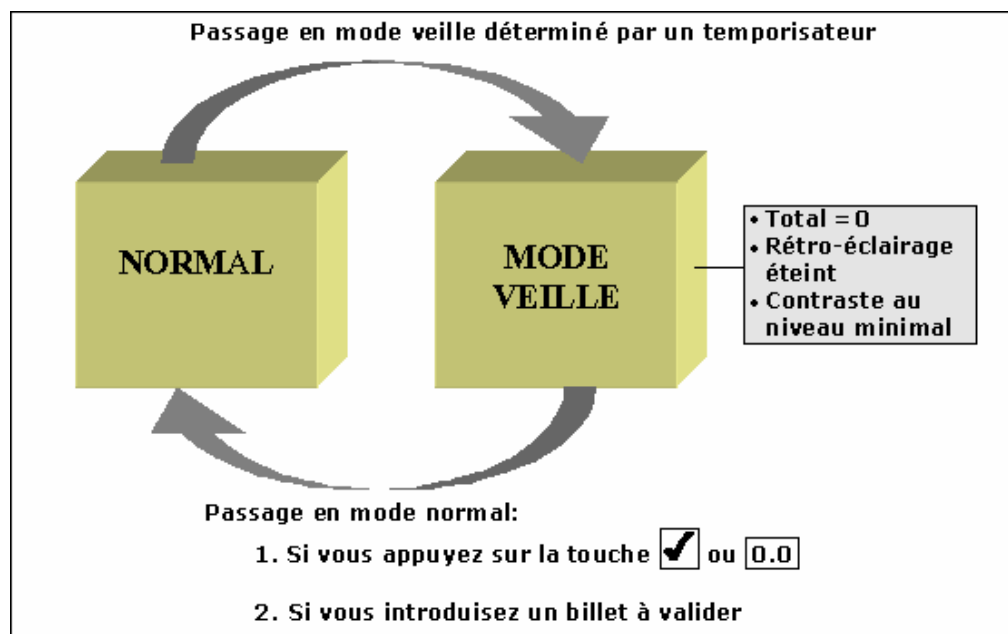 Passage en mode veille déterminé par un temporisateur
NORMAL
MODE
VEILLE
• Total = 0
• Rétro-éclairage
éteint
• Contraste au
niveau minimal
Passage en mode normal:
1. Si vous appuyez sur la touche ✓ ou 0.0
2. Si vous introduisez un billet à valider